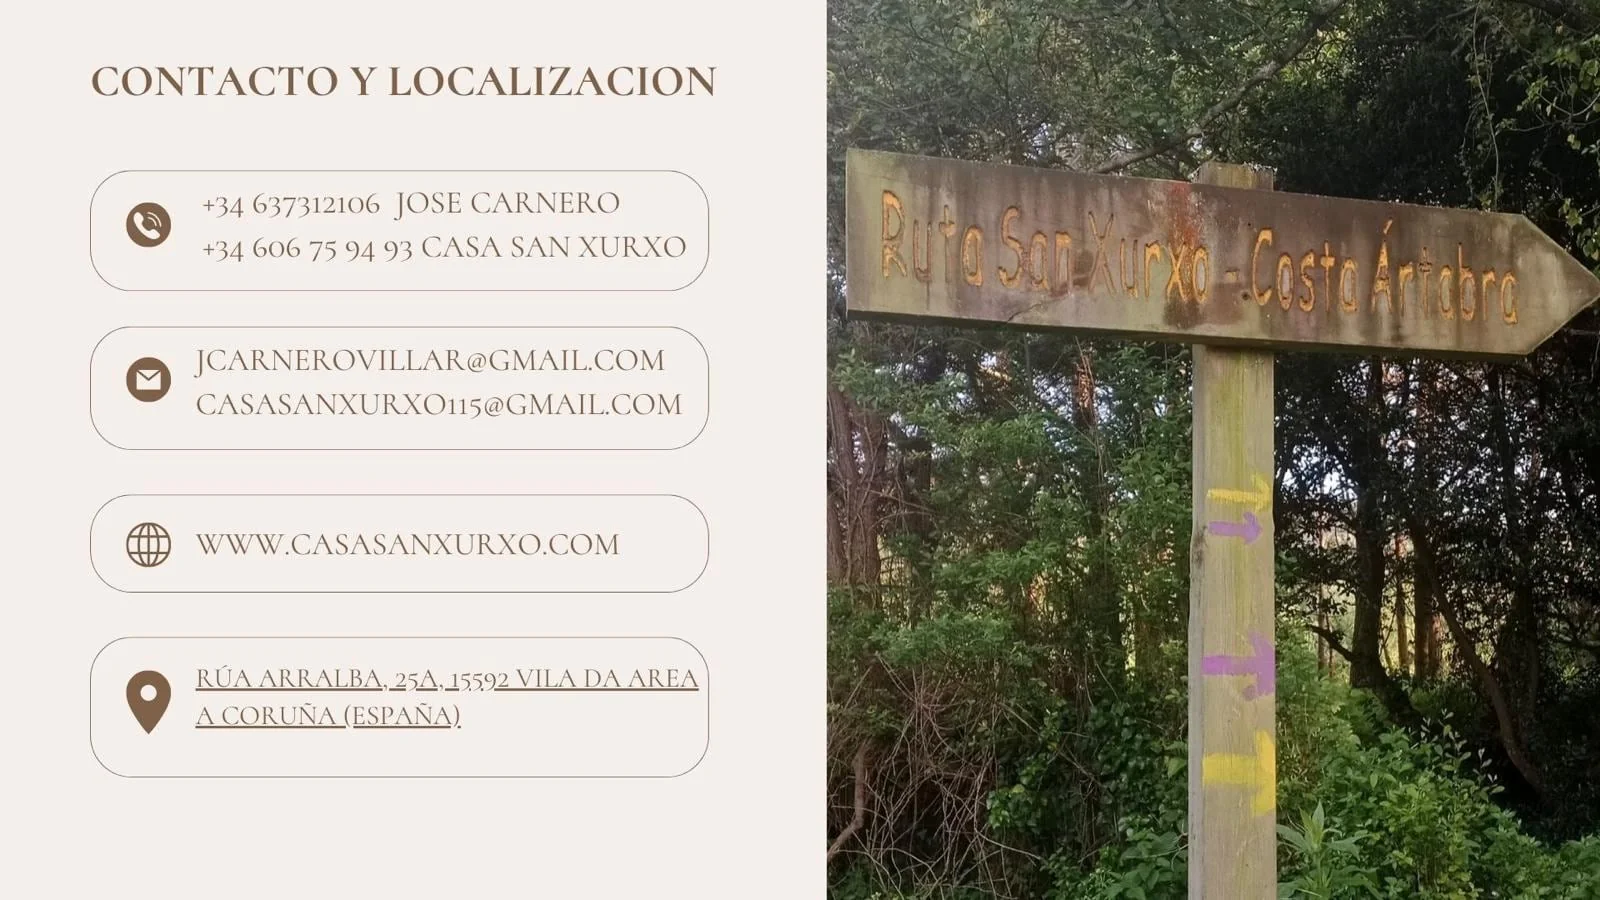 CONTACTO Y LOCALIZACION
+34 637312106 JOSE CARNERO
+34 606 75 94 93 CASA SAN XURXO
JCARNEROVILLAR@GMAIL.COM
CASASANXURXO115@GMAIL.COM
WWW.CASASANXURXO.COM
RÚA ARRALBA, 25A, 15592 VILA DA AREA
A CORUÑA (ESPAÑA)
Ruta San Xurxo - Costa Ártabra